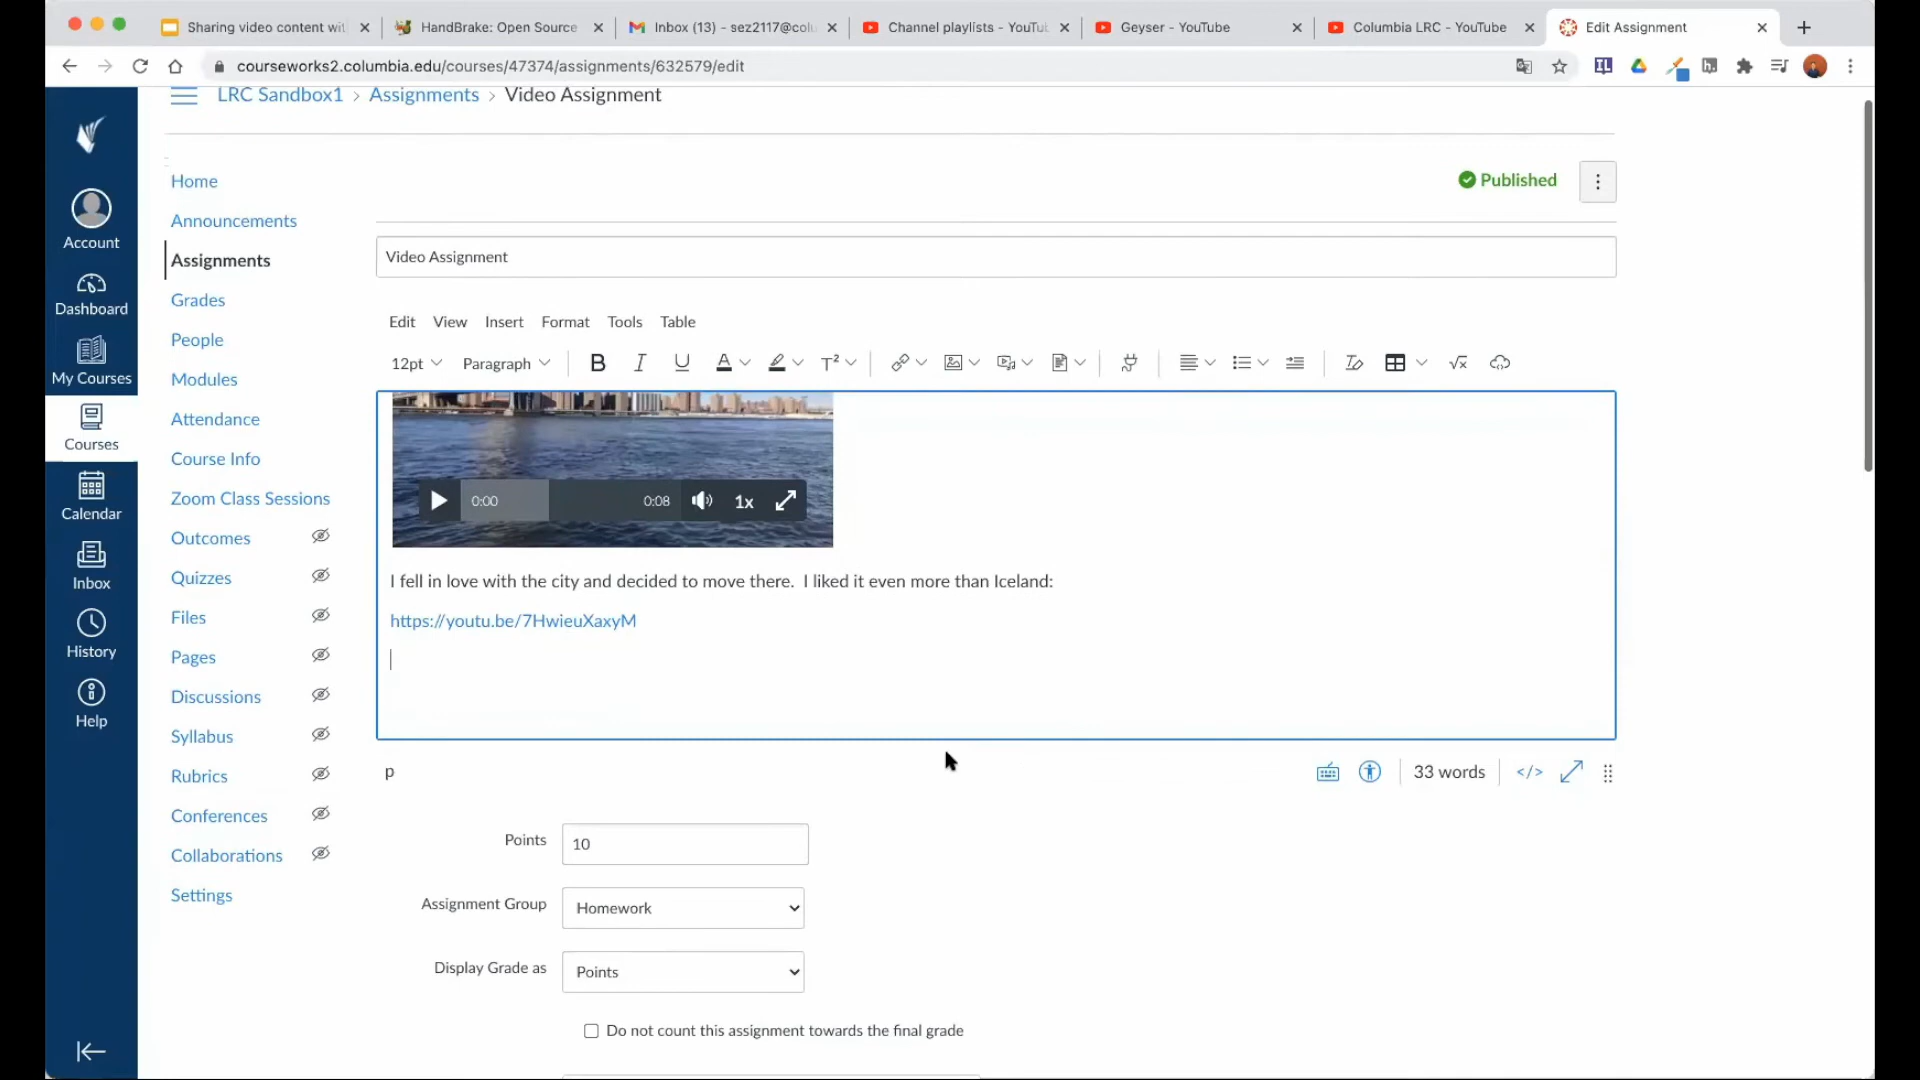 Sharing video content wit
HandBrake: Open Source
Inbox (13) - sez2117@colu
Channel playlists - YouTub
Geyser - YouTube
Columbia LRC - YouTube
Edit Assignment
courseworks2.columbia.edu/courses/47374/assignments/632579/edit
LRC Sandbox1 > Assignments > Video Assignment
Account
Dashboard
My Courses
Courses
Calendar
Inbox
History
Help
Home
Announcements
Assignments
Grades
People
Modules
Attendance
Course Info
Zoom Class Sessions
Outcomes
Quizzes
Files
Pages
Discussions
Syllabus
Rubrics
Conferences
Collaborations
Settings
Published
Video Assignment
Edit View Insert Format Tools Table
12pt Paragraph B I U A T²
0:00 0:08 1x
I fell in love with the city and decided to move there. I liked it even more than Iceland:
https://youtu.be/7HwieuXaxyM
p 33 words </>
Points 10
Assignment Group Homework
Display Grade as Points
Do not count this assignment towards the final grade